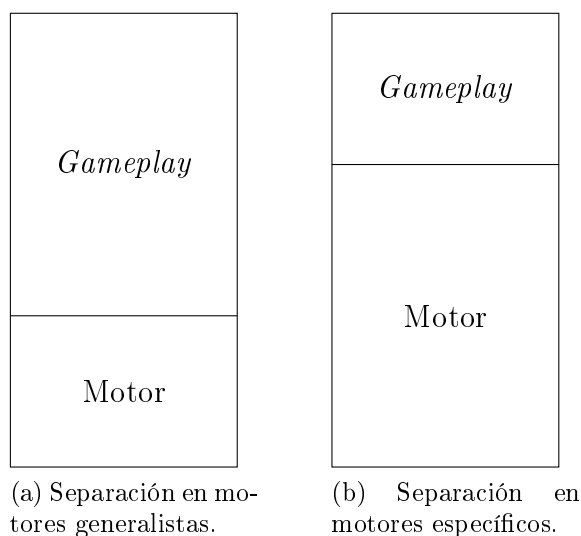 Gameplay
Motor
(a) Separación en mo-
tores generalistas.
Gameplay
Motor
(b) Separación en
motores específicos.